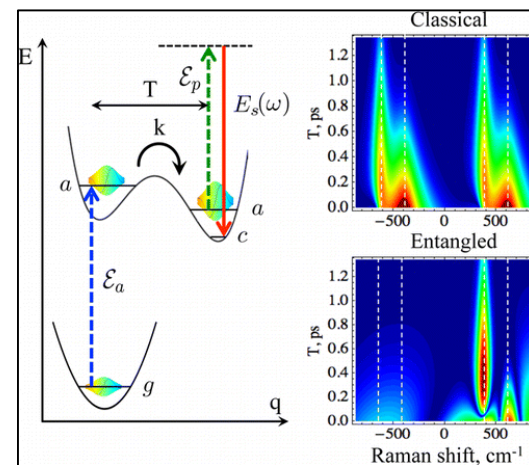 E
T
k
ℰp
Es(ω)
a
a
c
ℰa
g
q
Classical
T, ps
1.2
1.0
0.8
0.6
0.4
0.2
0.0
-500 0 500
Entangled
T, ps
1.2
1.0
0.8
0.6
0.4
0.2
0.0
-500 0 500
Raman shift, cm-1